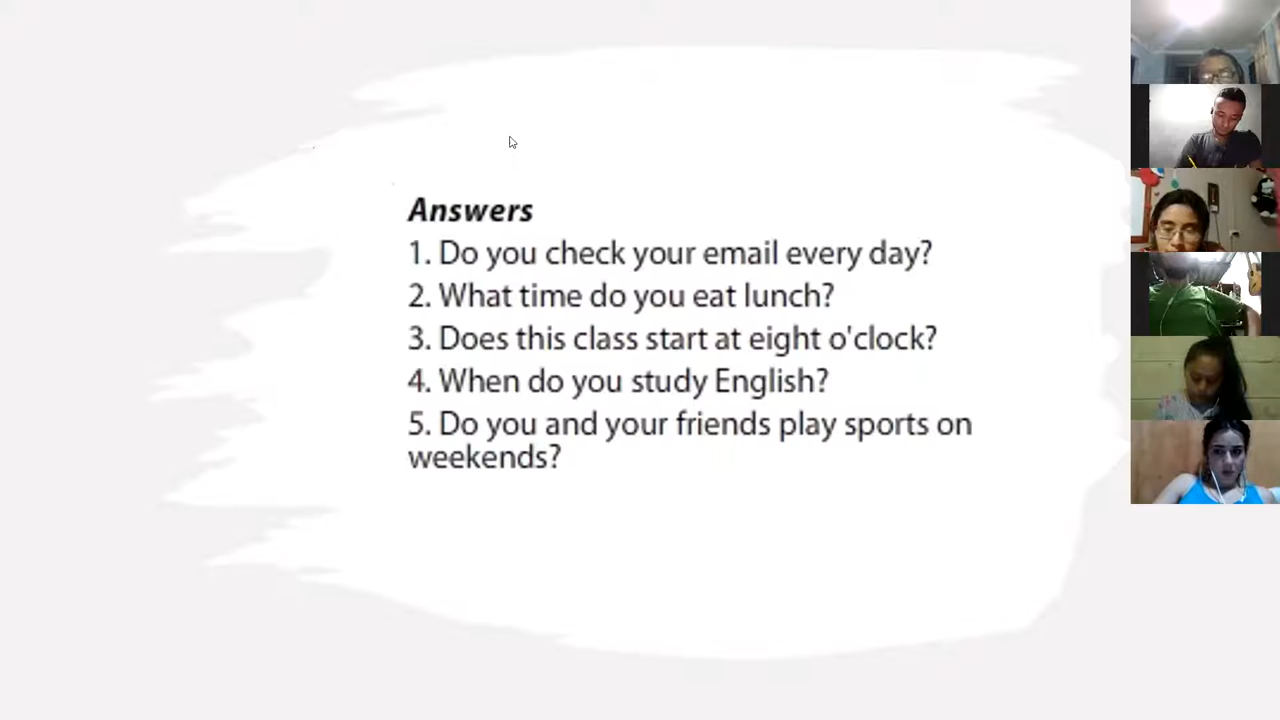 Answers
1. Do you check your email every day?
2. What time do you eat lunch?
3. Does this class start at eight o'clock?
4. When do you study English?
5. Do you and your friends play sports on
weekends?